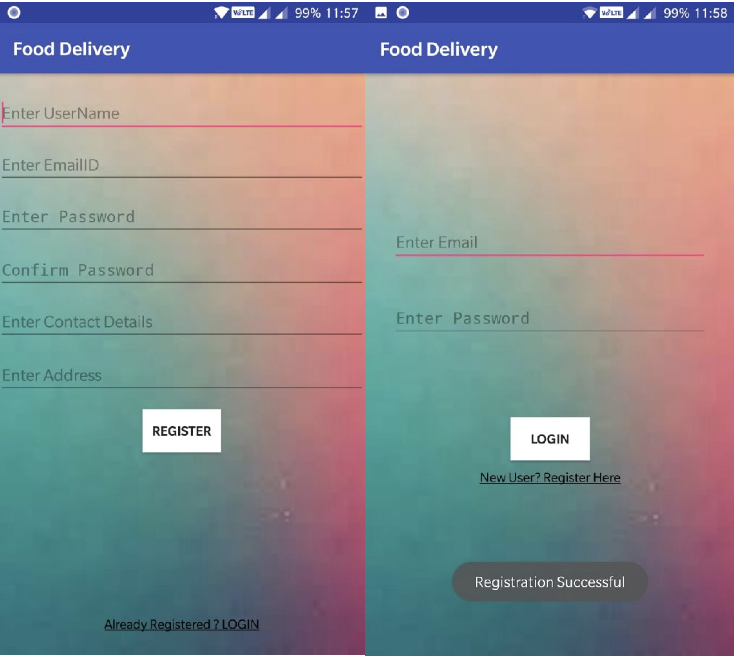 VoLTE 99% 11:57
Food Delivery
Enter UserName
Enter EmailID
Enter Password
Confirm Password
Enter Contact Details
Enter Address
REGISTER
Already Registered ? LOGIN
VoLTE 99% 11:58
Food Delivery
Enter Email
Enter Password
LOGIN
New User? Register Here
Registration Successful